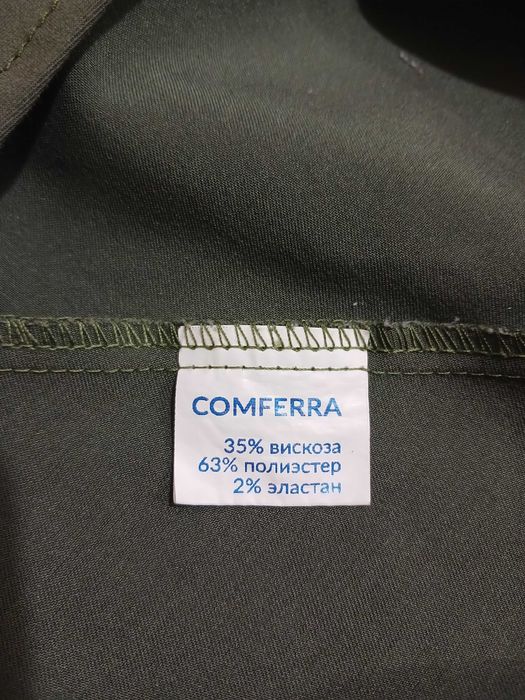 COMFERRA
35% вискоза
63% полиэстер
2% эластан